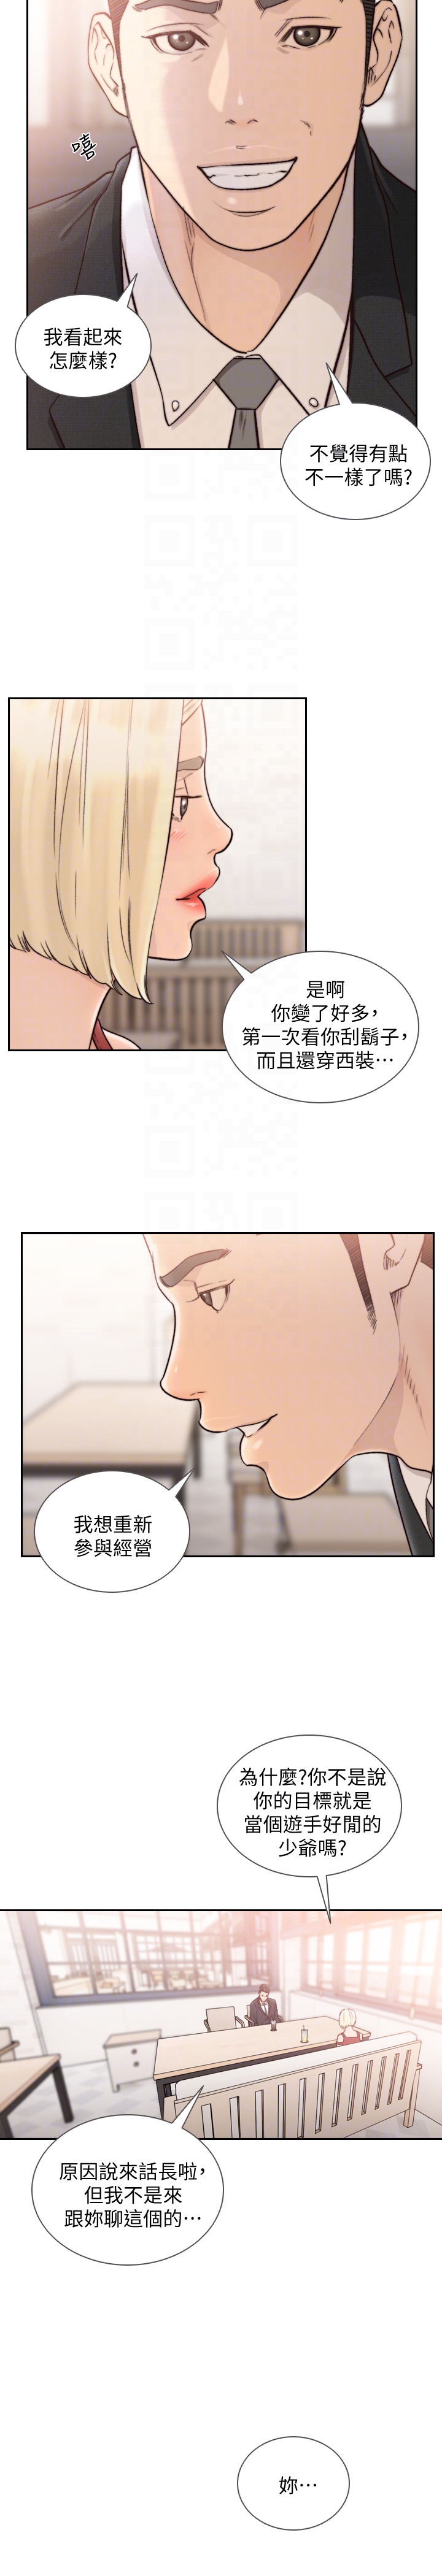 嘻
我看起來
怎麼樣?
不覺得有點
不一樣了嗎?
是啊
你變了好多，
第一次看你刮鬍子，
而且還穿西裝…
我想重新
參與經營
為什麼?你不是說
你的目標就是
當個遊手好閒的
少爺嗎?
原因說來話長啦，
但我不是來
跟妳聊這個的…
妳…